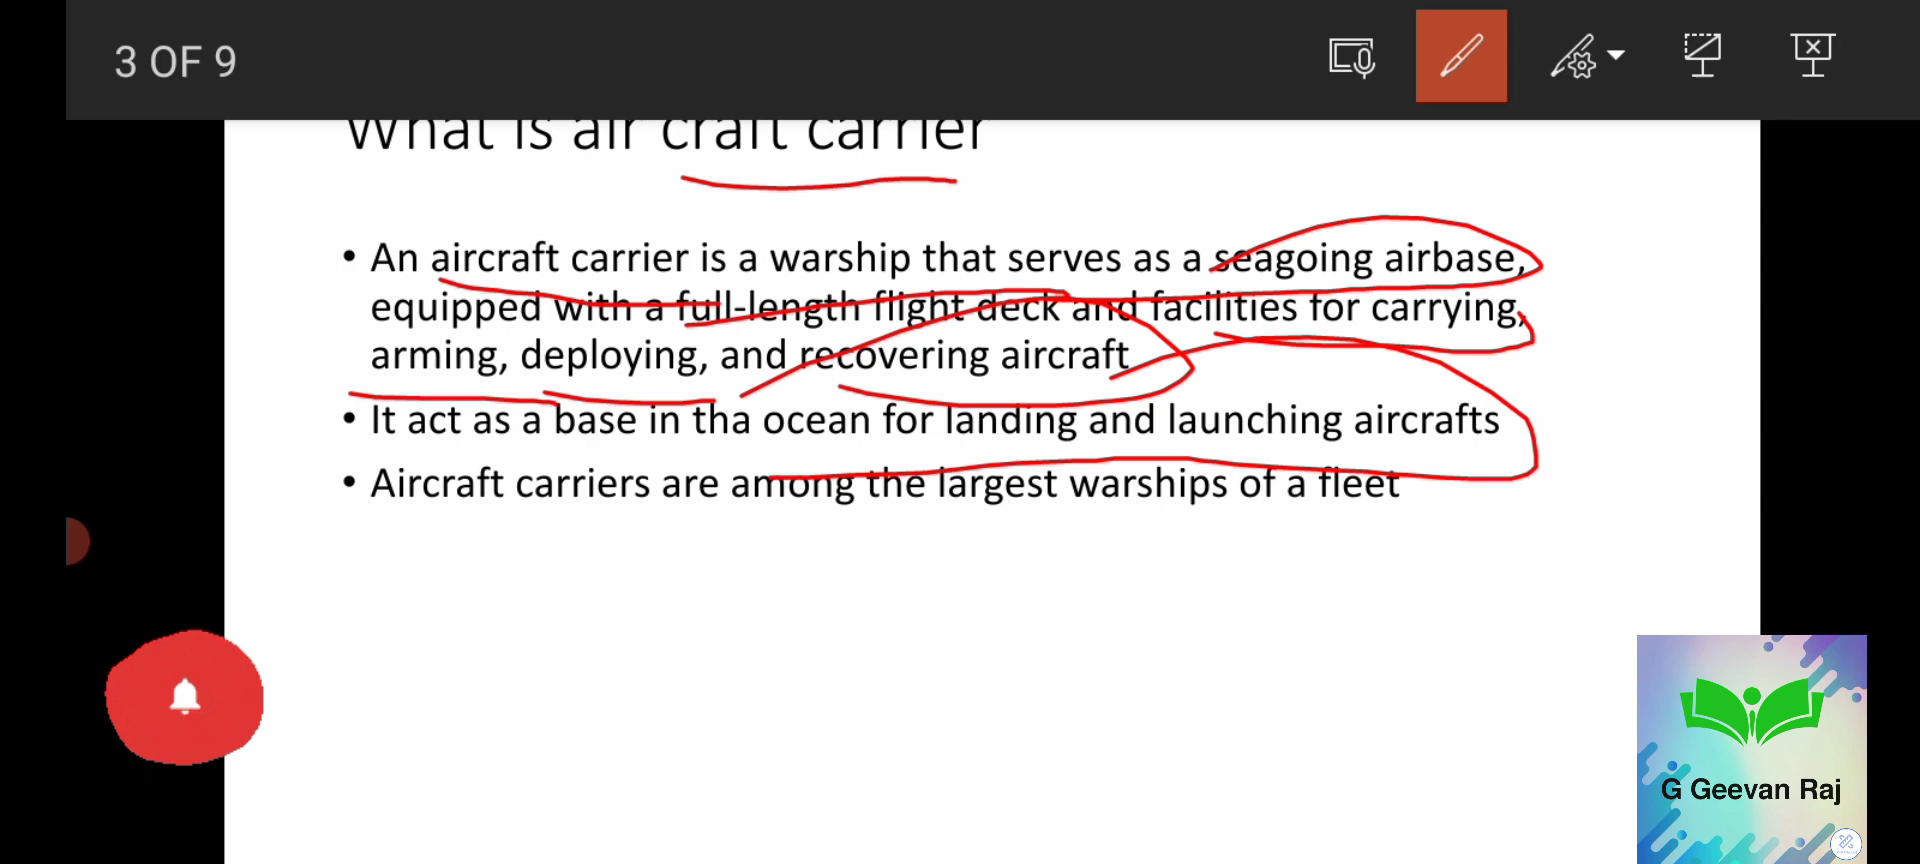 3 OF 9
What is air craft carrier
• An aircraft carrier is a warship that serves as a seagoing airbase,
equipped with a full-length flight deck and facilities for carrying,
arming, deploying, and recovering aircraft
• It act as a base in tha ocean for landing and launching aircrafts
• Aircraft carriers are among the largest warships of a fleet
G Geevan Raj